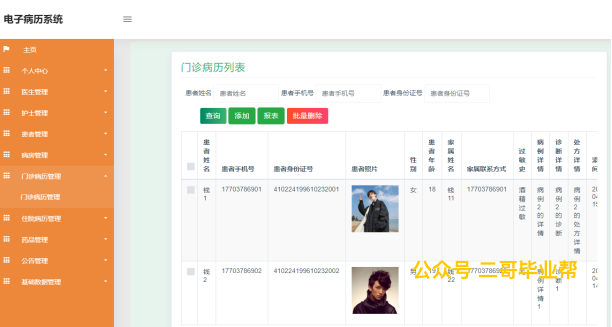 电子病历系统
主页
个人中心
医生管理
护士管理
患者管理
病房管理
门诊病历管理
门诊病历管理
住院病历管理
药品管理
公告管理
基础数据管理
门诊病历列表
患者姓名 患者姓名 患者手机号 患者手机号 患者身份证号 患者身份证号
查询 添加 报表 批量删除
患者姓名 患者手机号 患者身份证号 患者照片 性别 患者年龄 家属姓名 家属联系方式 过敏史 病例详情 诊断详情 处方详情
钱1 17703786901 410224199610232001 女 18 钱11 17703786901 酒精过敏 病例2的详情 病例2的诊断 病例2的处方详情
钱2 17703786902 410224199610232002 男 19 钱22 病例详情1
公众号 二哥毕业帮